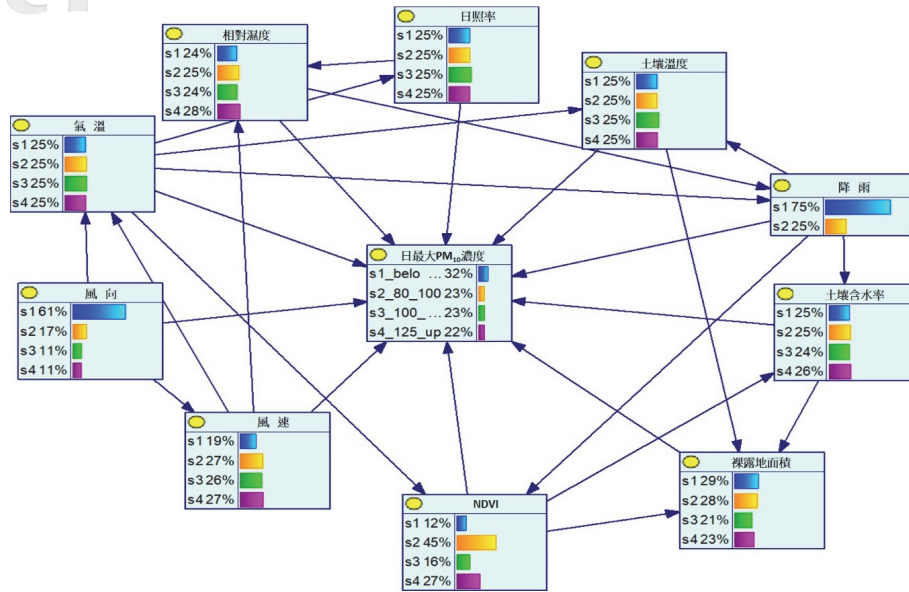 日照率
s1 25%
s2 25%
s3 25%
s4 25%
相對濕度
s1 24%
s2 25%
s3 24%
s4 28%
土壤溫度
s1 25%
s2 25%
s3 25%
s4 25%
氣 溫
s1 25%
s2 25%
s3 25%
s4 25%
降 雨
s1 75%
s2 25%
日最大PM₁₀濃度
s1_belo ... 32%
s2_80_100 23%
s3_100_ ... 23%
s4_125_up 22%
風 向
s1 61%
s2 17%
s3 11%
s4 11%
土壤含水率
s1 25%
s2 25%
s3 24%
s4 26%
風 速
s1 19%
s2 27%
s3 26%
s4 27%
裸露地面積
s1 29%
s2 28%
s3 21%
s4 23%
NDVI
s1 12%
s2 45%
s3 16%
s4 27%